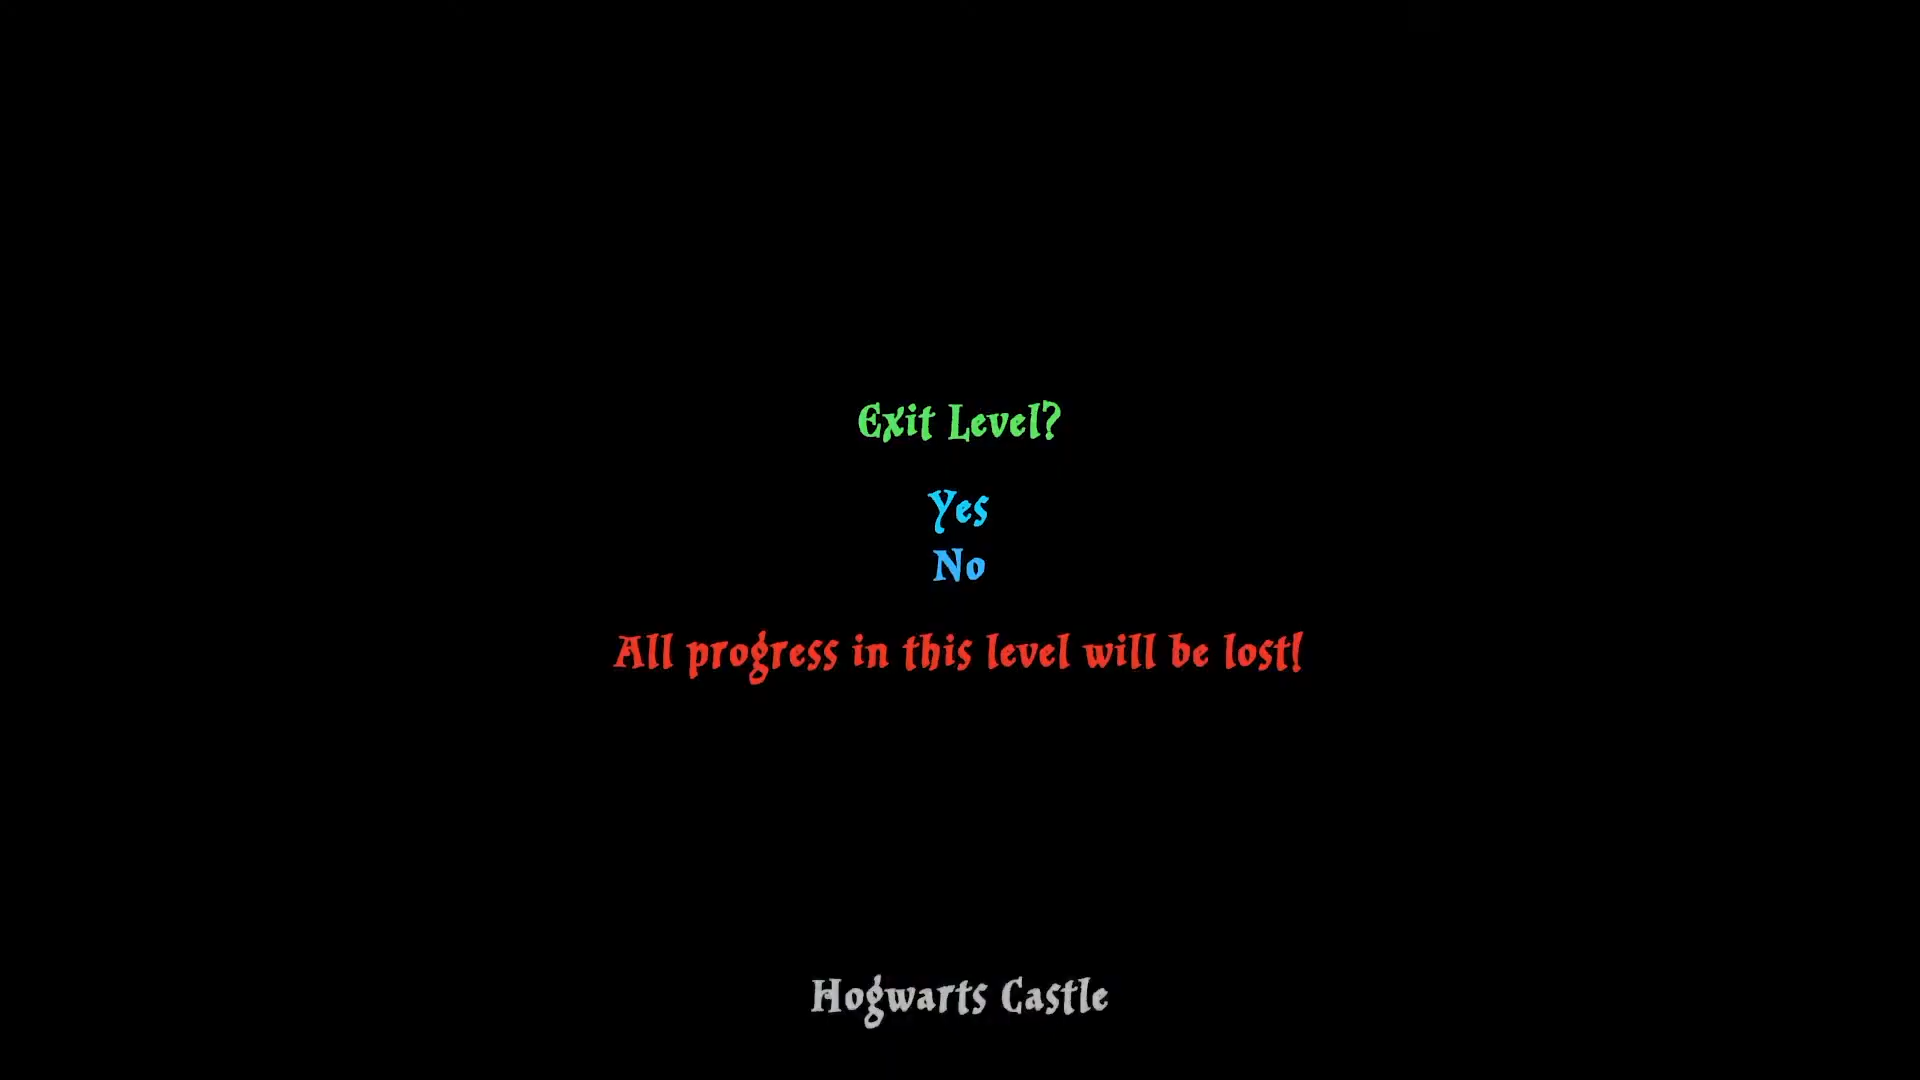 Exit Level?
Yes
No
All progress in this level will be lost!
Hogwarts Castle